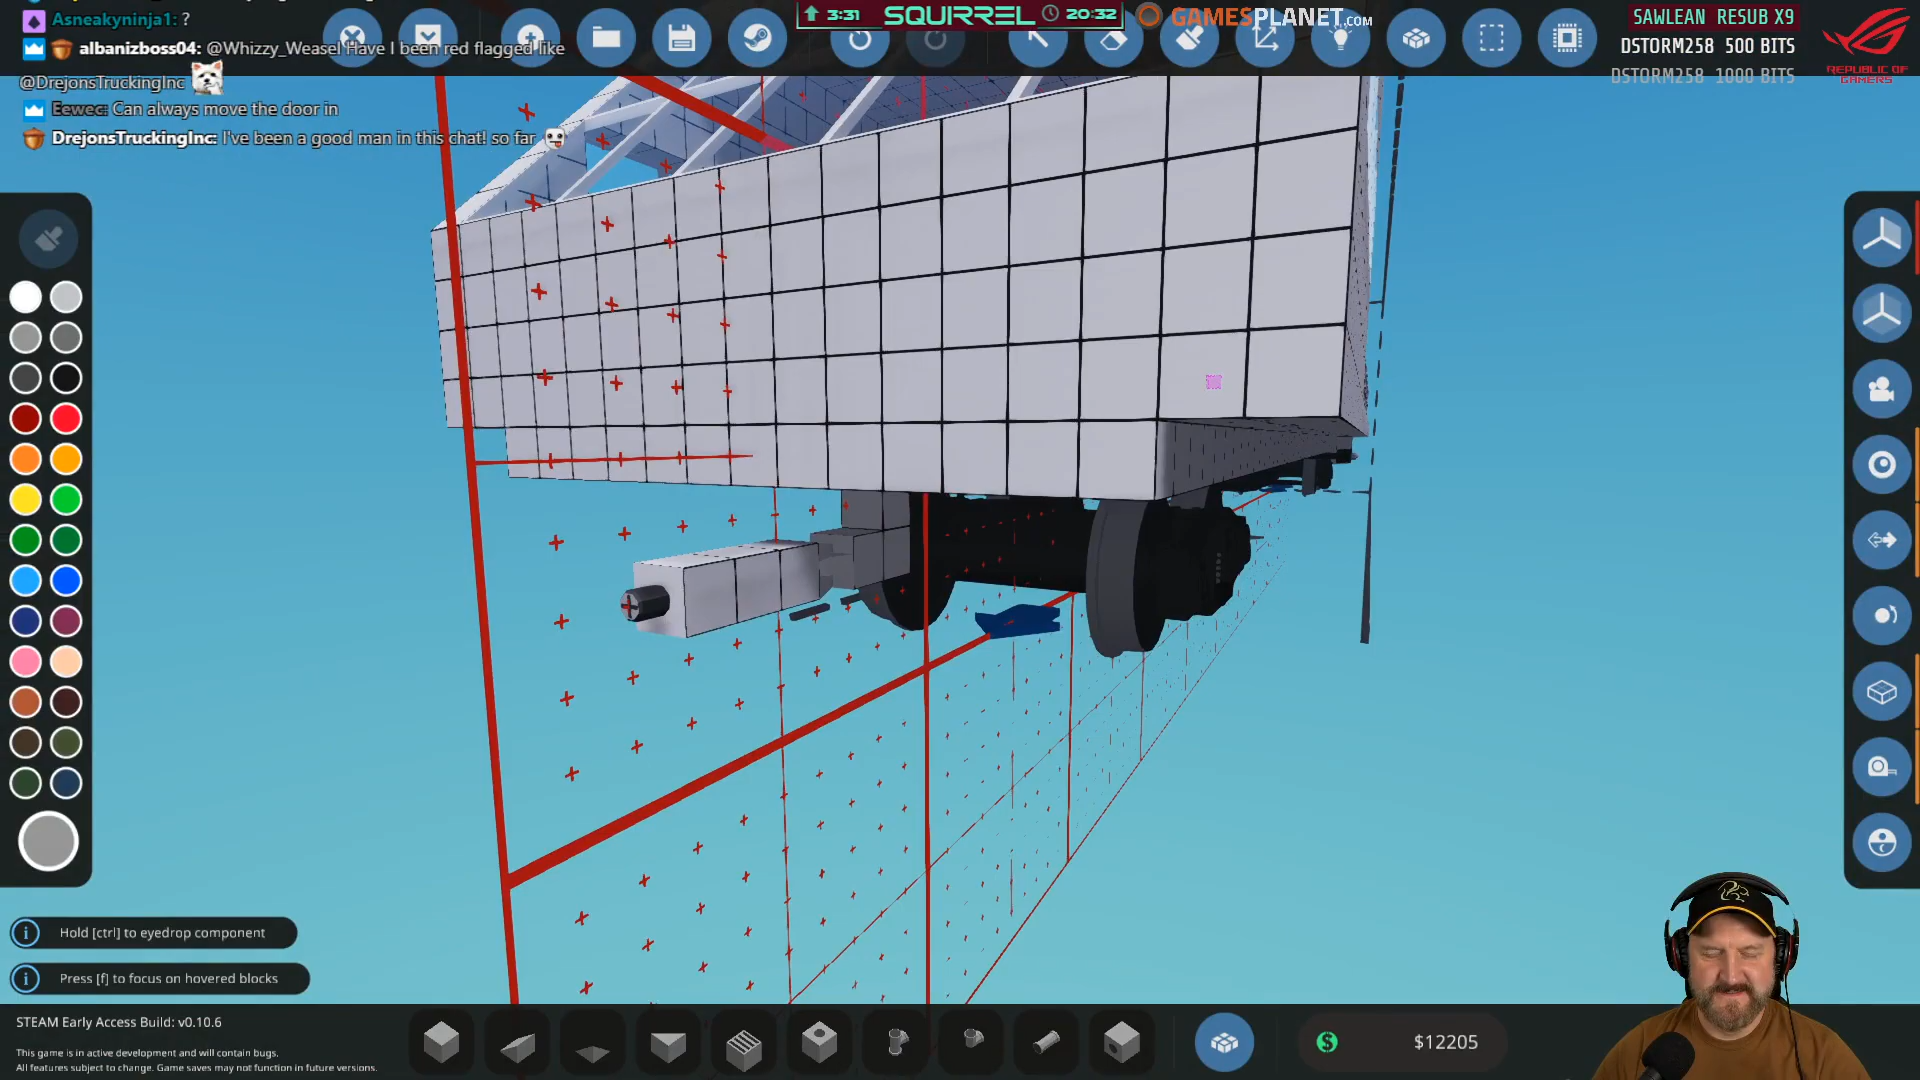 Asneakyninja1: ?
albanizboss04: @Whizzy_Weasel Have I been red flagged like
@DrejonsTruckingInc
Eewec: Can always move the door in
DrejonsTruckingInc: I've been a good man in this chat! so far
3:31 SQUIRREL 20:32
GAMESPLANET.COM
SAWLEAN RESUB X9
DSTORM258 500 BITS
DSTORM258 1000 BITS
REPUBLIC OF
GAMERS
Hold [ctrl] to eyedrop component
Press [f] to focus on hovered blocks
STEAM Early Access Build: v0.10.6
This game is in active development and will contain bugs.
All features subject to change. Game saves may not function in future versions.
$ $12205